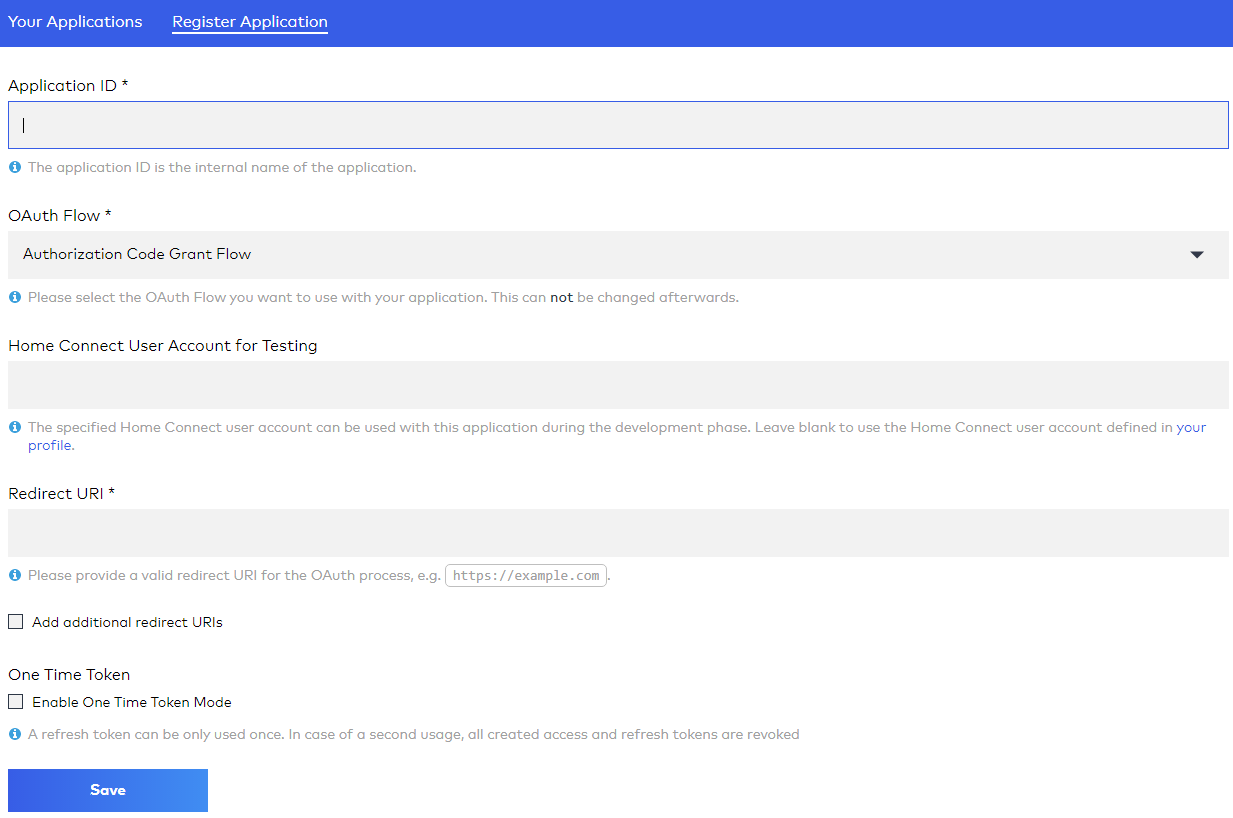 Your Applications Register Application
Application ID *
The application ID is the internal name of the application.
OAuth Flow *
Authorization Code Grant Flow
Please select the OAuth Flow you want to use with your application. This can not be changed afterwards.
Home Connect User Account for Testing
The specified Home Connect user account can be used with this application during the development phase. Leave blank to use the Home Connect user account defined in your
profile.
Redirect URI *
Please provide a valid redirect URI for the OAuth process, e.g. https://example.com.
Add additional redirect URIs
One Time Token
Enable One Time Token Mode
A refresh token can be only used once. In case of a second usage, all created access and refresh tokens are revoked
Save